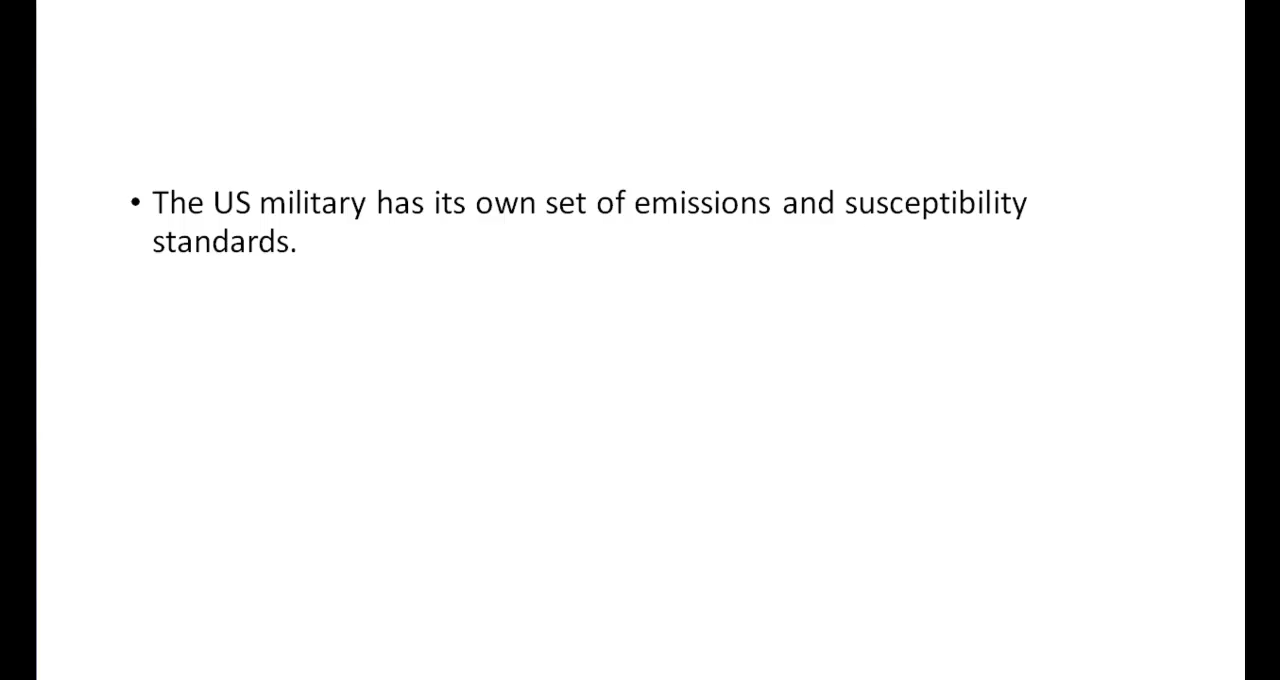 • The US military has its own set of emissions and susceptibility
standards.